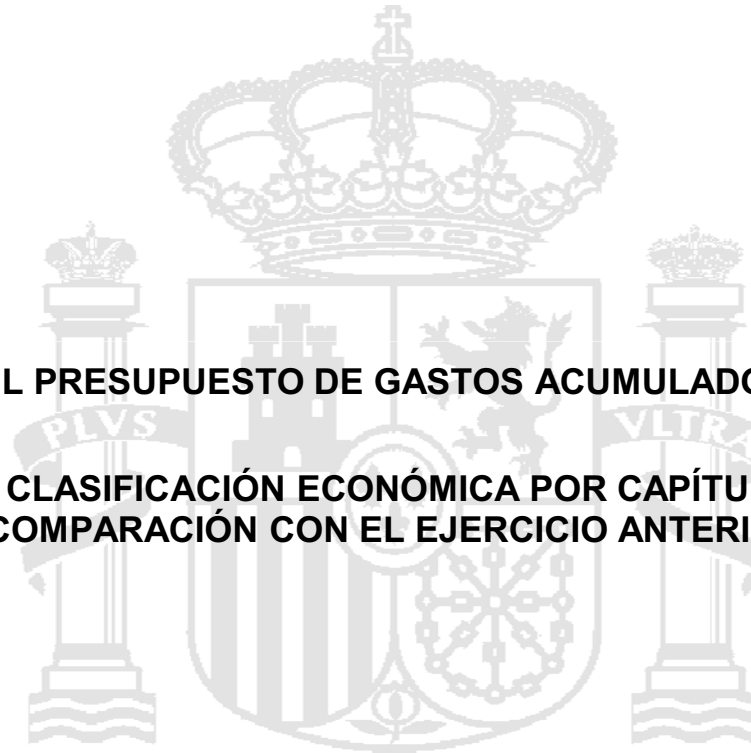 L PRESUPUESTO DE GASTOS ACUMULADO
PLVS
VLTRA
CLASIFICACIÓN ECONÓMICA POR CAPÍTU
COMPARACIÓN CON EL EJERCICIO ANTERI